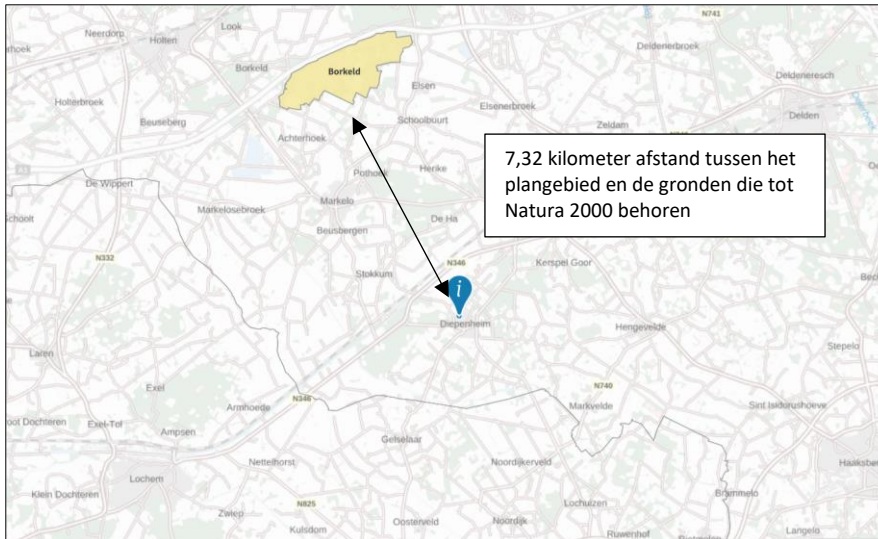 Look
N741
Neerdorp
Holten
Deldenerbroek
Borkeld
Borkeld
Deldeneresch
Elsen
Holterbroek
Elsenerbroek
Delden
Beuseberg
Schoolbuurt
Zeldam
Achterhoek
7,32 kilometer afstand tussen het
plangebied en de gronden die tot
Natura 2000 behoren
Pothoek
Herike
De Wippert
Markelo
Markelosebroek
De Ha
Beusbergen
N332
N346
Kerspel Goor
Stokkum
i
Diepenheim
Hengevelde
Stepelo
Laren
N740
Exel
N346
Armhoede
Markvelde
Sint Isidorushoeve
Exel-Tol
Ampsen
Gelselaar
Nettelhorst
Noordijkerveld
Lochem
Klein Dochteren
N825
Lochuizen
Zwiep
Oosterveld
Noordijk
Kulsdom
Ruwenhof
Langelo